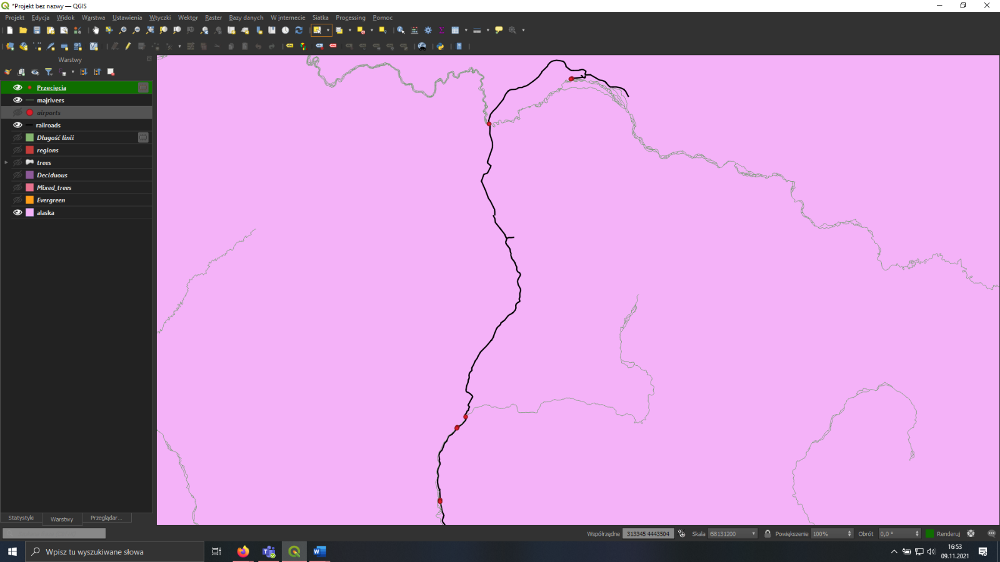 *Projekt bez nazwy — QGIS
Projekt Edycja Widok Warstwa Ustawienia Wtyczki Wektor Raster Bazy danych W internecie Siatka Processing Pomoc
Warstwy
Przeciecia
majrivers
airports
railroads
Długość linii
regions
trees
Deciduous
Mixed_trees
Evergreen
alaska
Statystyki Warstwy Przeglądar...
Współrzędne 313345 4443504 Skala i58131200 Powiększenie 100% Obrót 0,0 ° Renderuj
Wpisz tu wyszukiwane słowa
16:53
09.11.2021